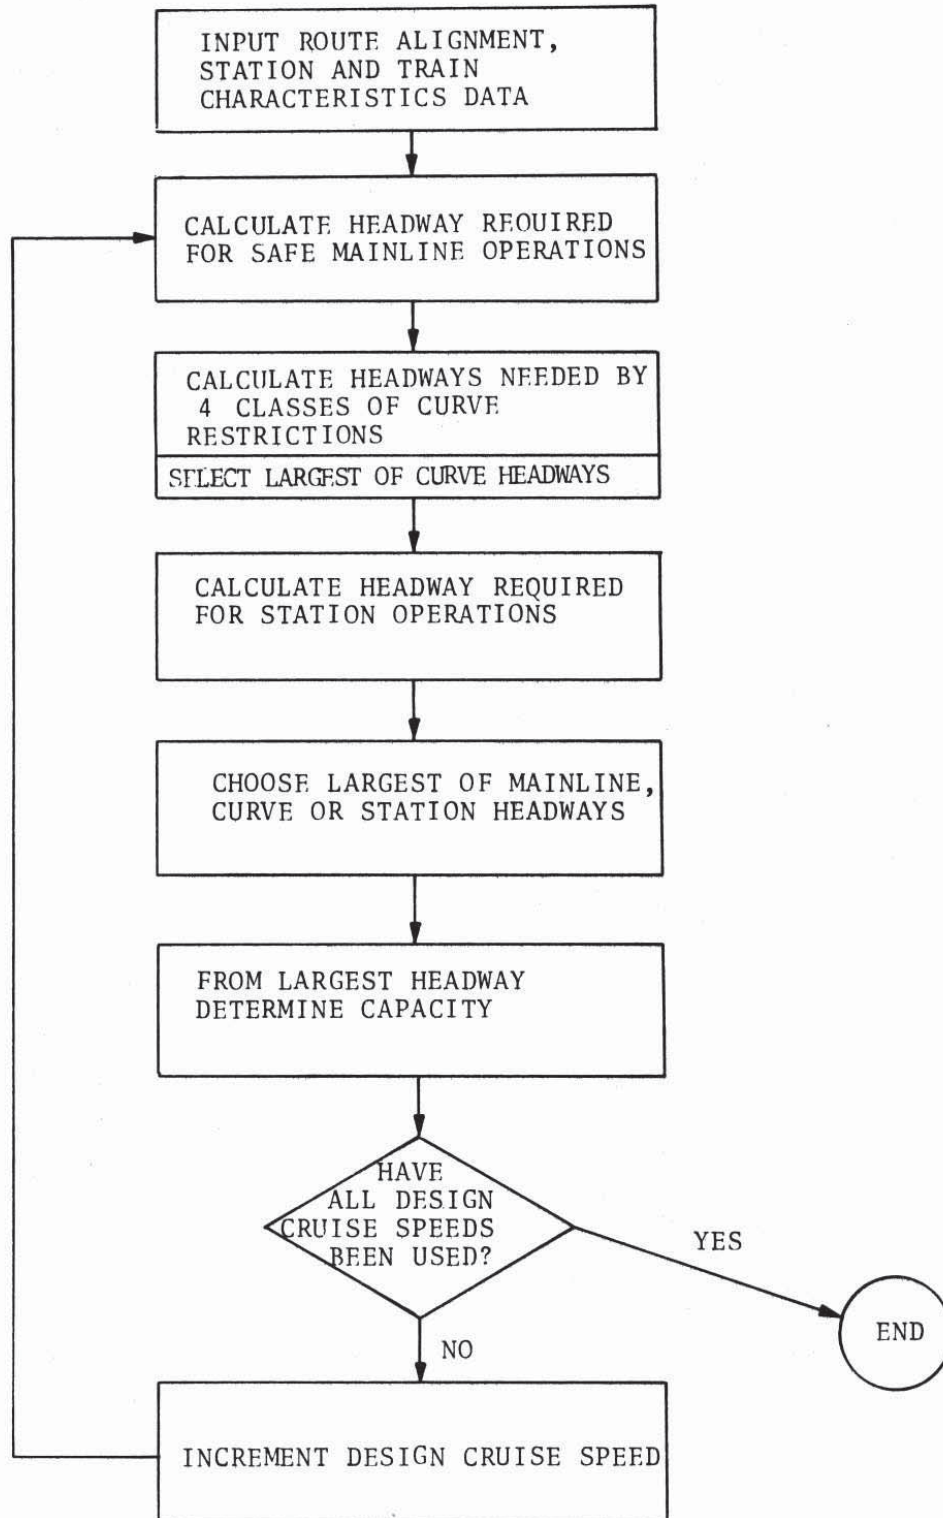 INPUT ROUTE ALIGNMENT,
STATION AND TRAIN
CHARACTERISTICS DATA
CALCULATE HEADWAY REQUIRED
FOR SAFE MAINLINE OPERATIONS
CALCULATE HEADWAYS NEEDED BY
4 CLASSES OF CURVE
RESTRICTIONS
SELECT LARGEST OF CURVE HEADWAYS
CALCULATE HEADWAY REQUIRED
FOR STATION OPERATIONS
CHOOSE LARGEST OF MAINLINE,
CURVE OR STATION HEADWAYS
FROM LARGEST HEADWAY
DETERMINE CAPACITY
HAVE
ALL DESIGN
CRUISE SPEEDS
BEEN USED?
YES
END
NO
INCREMENT DESIGN CRUISE SPEED